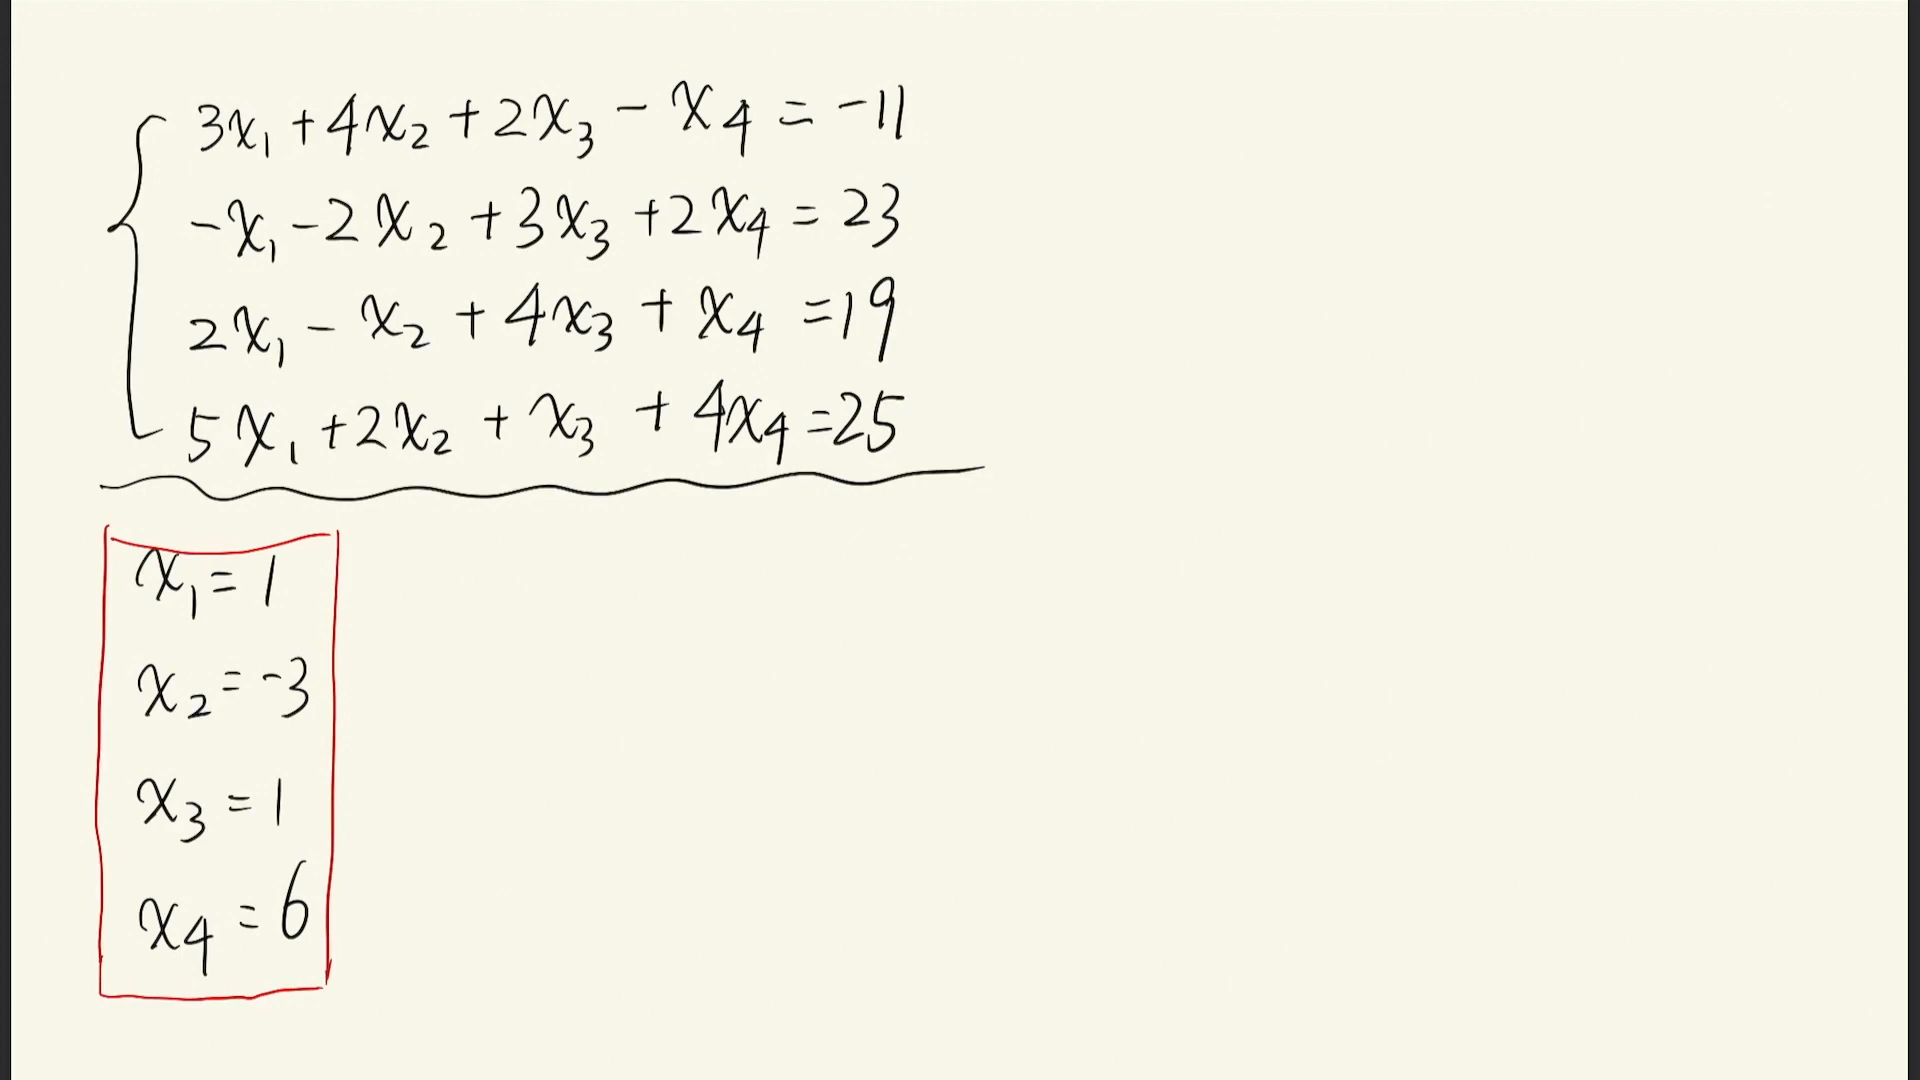 3x₁ + 4x₂ + 2x₃ - x₄ = -11
-x₁ - 2x₂ + 3x₃ + 2x₄ = 23
2x₁ - x₂ + 4x₃ + x₄ = 19
5x₁ + 2x₂ + x₃ + 4x₄ = 25
x₁ = 1
x₂ = -3
x₃ = 1
x₄ = 6